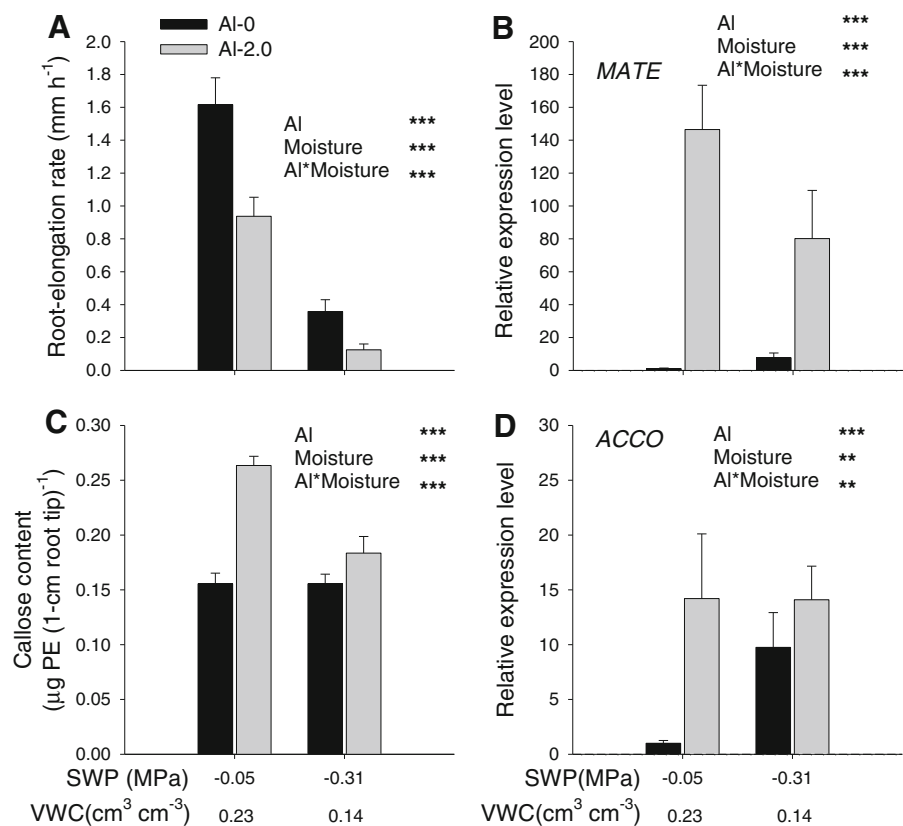 A
Al-0
Al-2.0
Root-elongation rate (mm h⁻¹)
2.0
1.8
1.6
1.4
1.2
1.0
0.8
0.6
0.4
0.2
0.0
Al ***
Moisture ***
Al*Moisture ***
B
MATE
Relative expression level
200
180
160
140
120
100
80
60
40
20
0
Al ***
Moisture ***
Al*Moisture ***
C
Callose content
(µg PE (1-cm root tip)⁻¹)
0.30
0.25
0.20
0.15
0.10
0.05
0.00
Al ***
Moisture ***
Al*Moisture ***
D
ACCO
Relative expression level
30
25
20
15
10
5
0
Al ***
Moisture **
Al*Moisture **
SWP (MPa) -0.05 -0.31 -0.05 -0.31
VWC(cm³ cm⁻³) 0.23 0.14 0.23 0.14